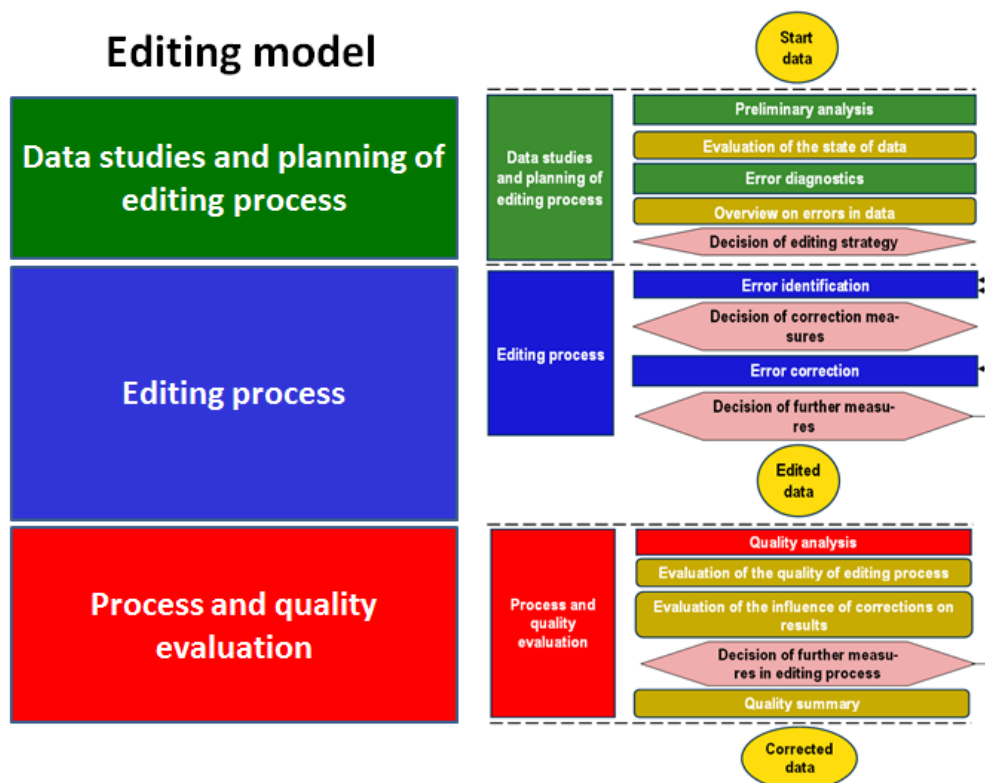 Editing model
Data studies and planning of
editing process
Editing process
Process and quality
evaluation
Start
data
Data studies
and planning of
editing process
Preliminary analysis
Evaluation of the state of data
Error diagnostics
Overview on errors in data
Decision of editing strategy
Editing process
Error identification
Decision of correction mea-
sures
Error correction
Decision of further measu-
res
Edited
data
Process and
quality
evaluation
Quality analysis
Evaluation of the quality of editing process
Evaluation of the influence of corrections on
results
Decision of further measu-
res in editing process
Quality summary
Corrected
data